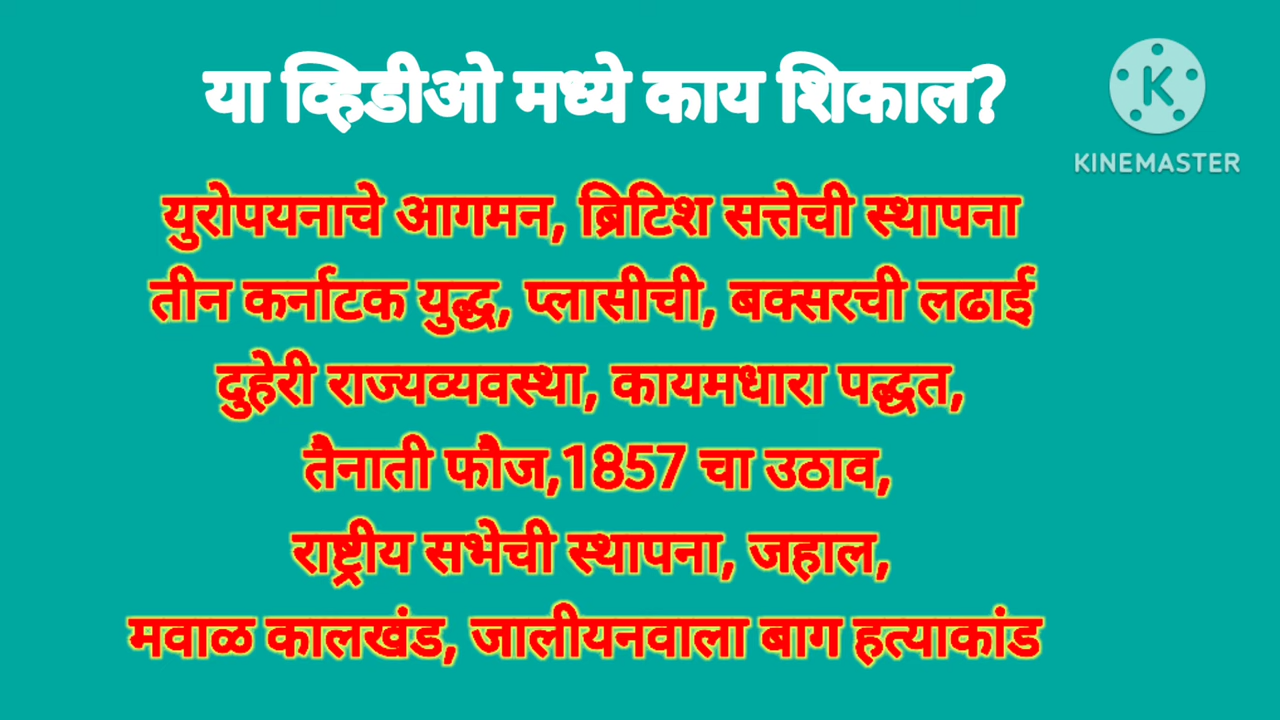 या व्हिडीओ मध्ये काय शिकाल?
KINEMASTER
युरोपयनाचे आगमन, ब्रिटिश सत्तेची स्थापना
तीन कर्नाटक युद्ध, प्लासीची, बक्सरची लढाई
दुहेरी राज्यव्यवस्था, कायमधारा पद्धत,
तैनाती फौज,1857 चा उठाव,
राष्ट्रीय सभेची स्थापना, जहाल,
मवाळ कालखंड, जालीयनवाला बाग हत्याकांड